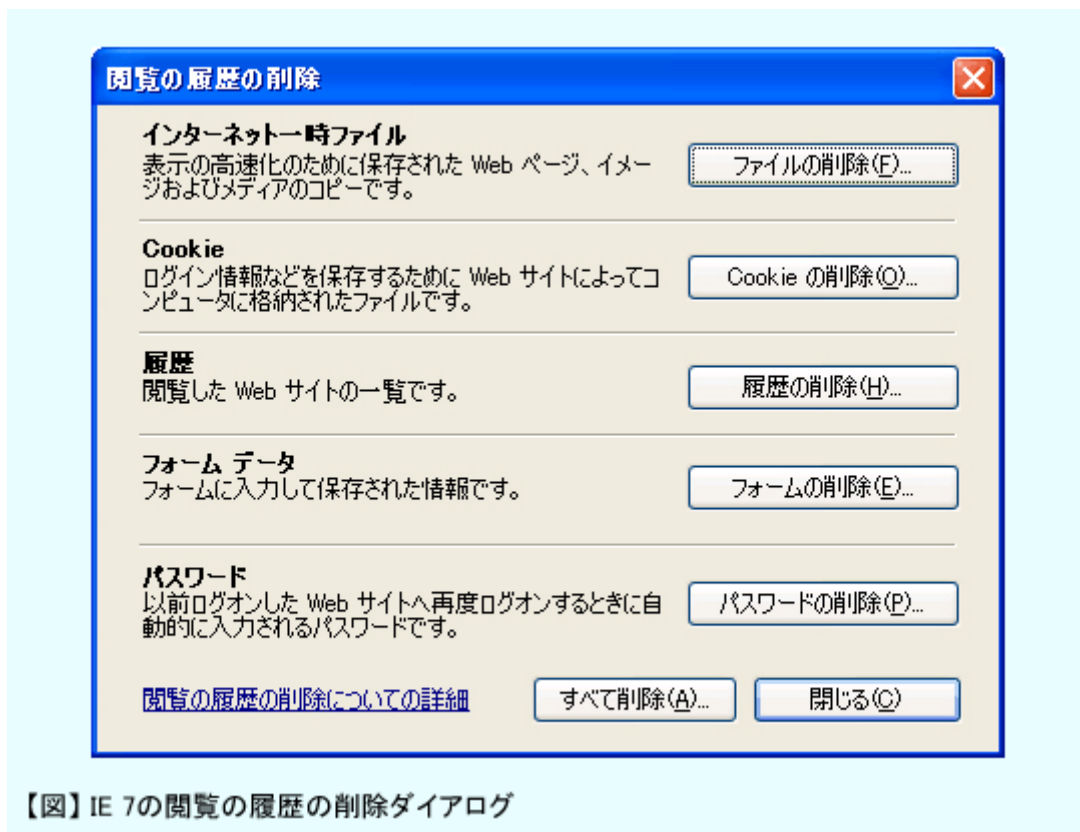 閲覧の履歴の削除
インターネット一時ファイル
表示の高速化のために保存された Web ページ、イメー
ジおよびメディアのコピーです。
ファイルの削除(F)...
Cookie
ログイン情報などを保存するために Web サイトによってコ
ンピュータに格納されたファイルです。
Cookie の削除(O)...
履歴
閲覧した Web サイトの一覧です。
履歴の削除(H)...
フォーム データ
フォームに入力して保存された情報です。
フォームの削除(E)...
パスワード
以前ログオンした Web サイトへ再度ログオンするときに自
動的に入力されるパスワードです。
パスワードの削除(P)...
閲覧の履歴の削除についての詳細
すべて削除(A)...
閉じる(C)
【図】IE 7の閲覧の履歴の削除ダイアログ